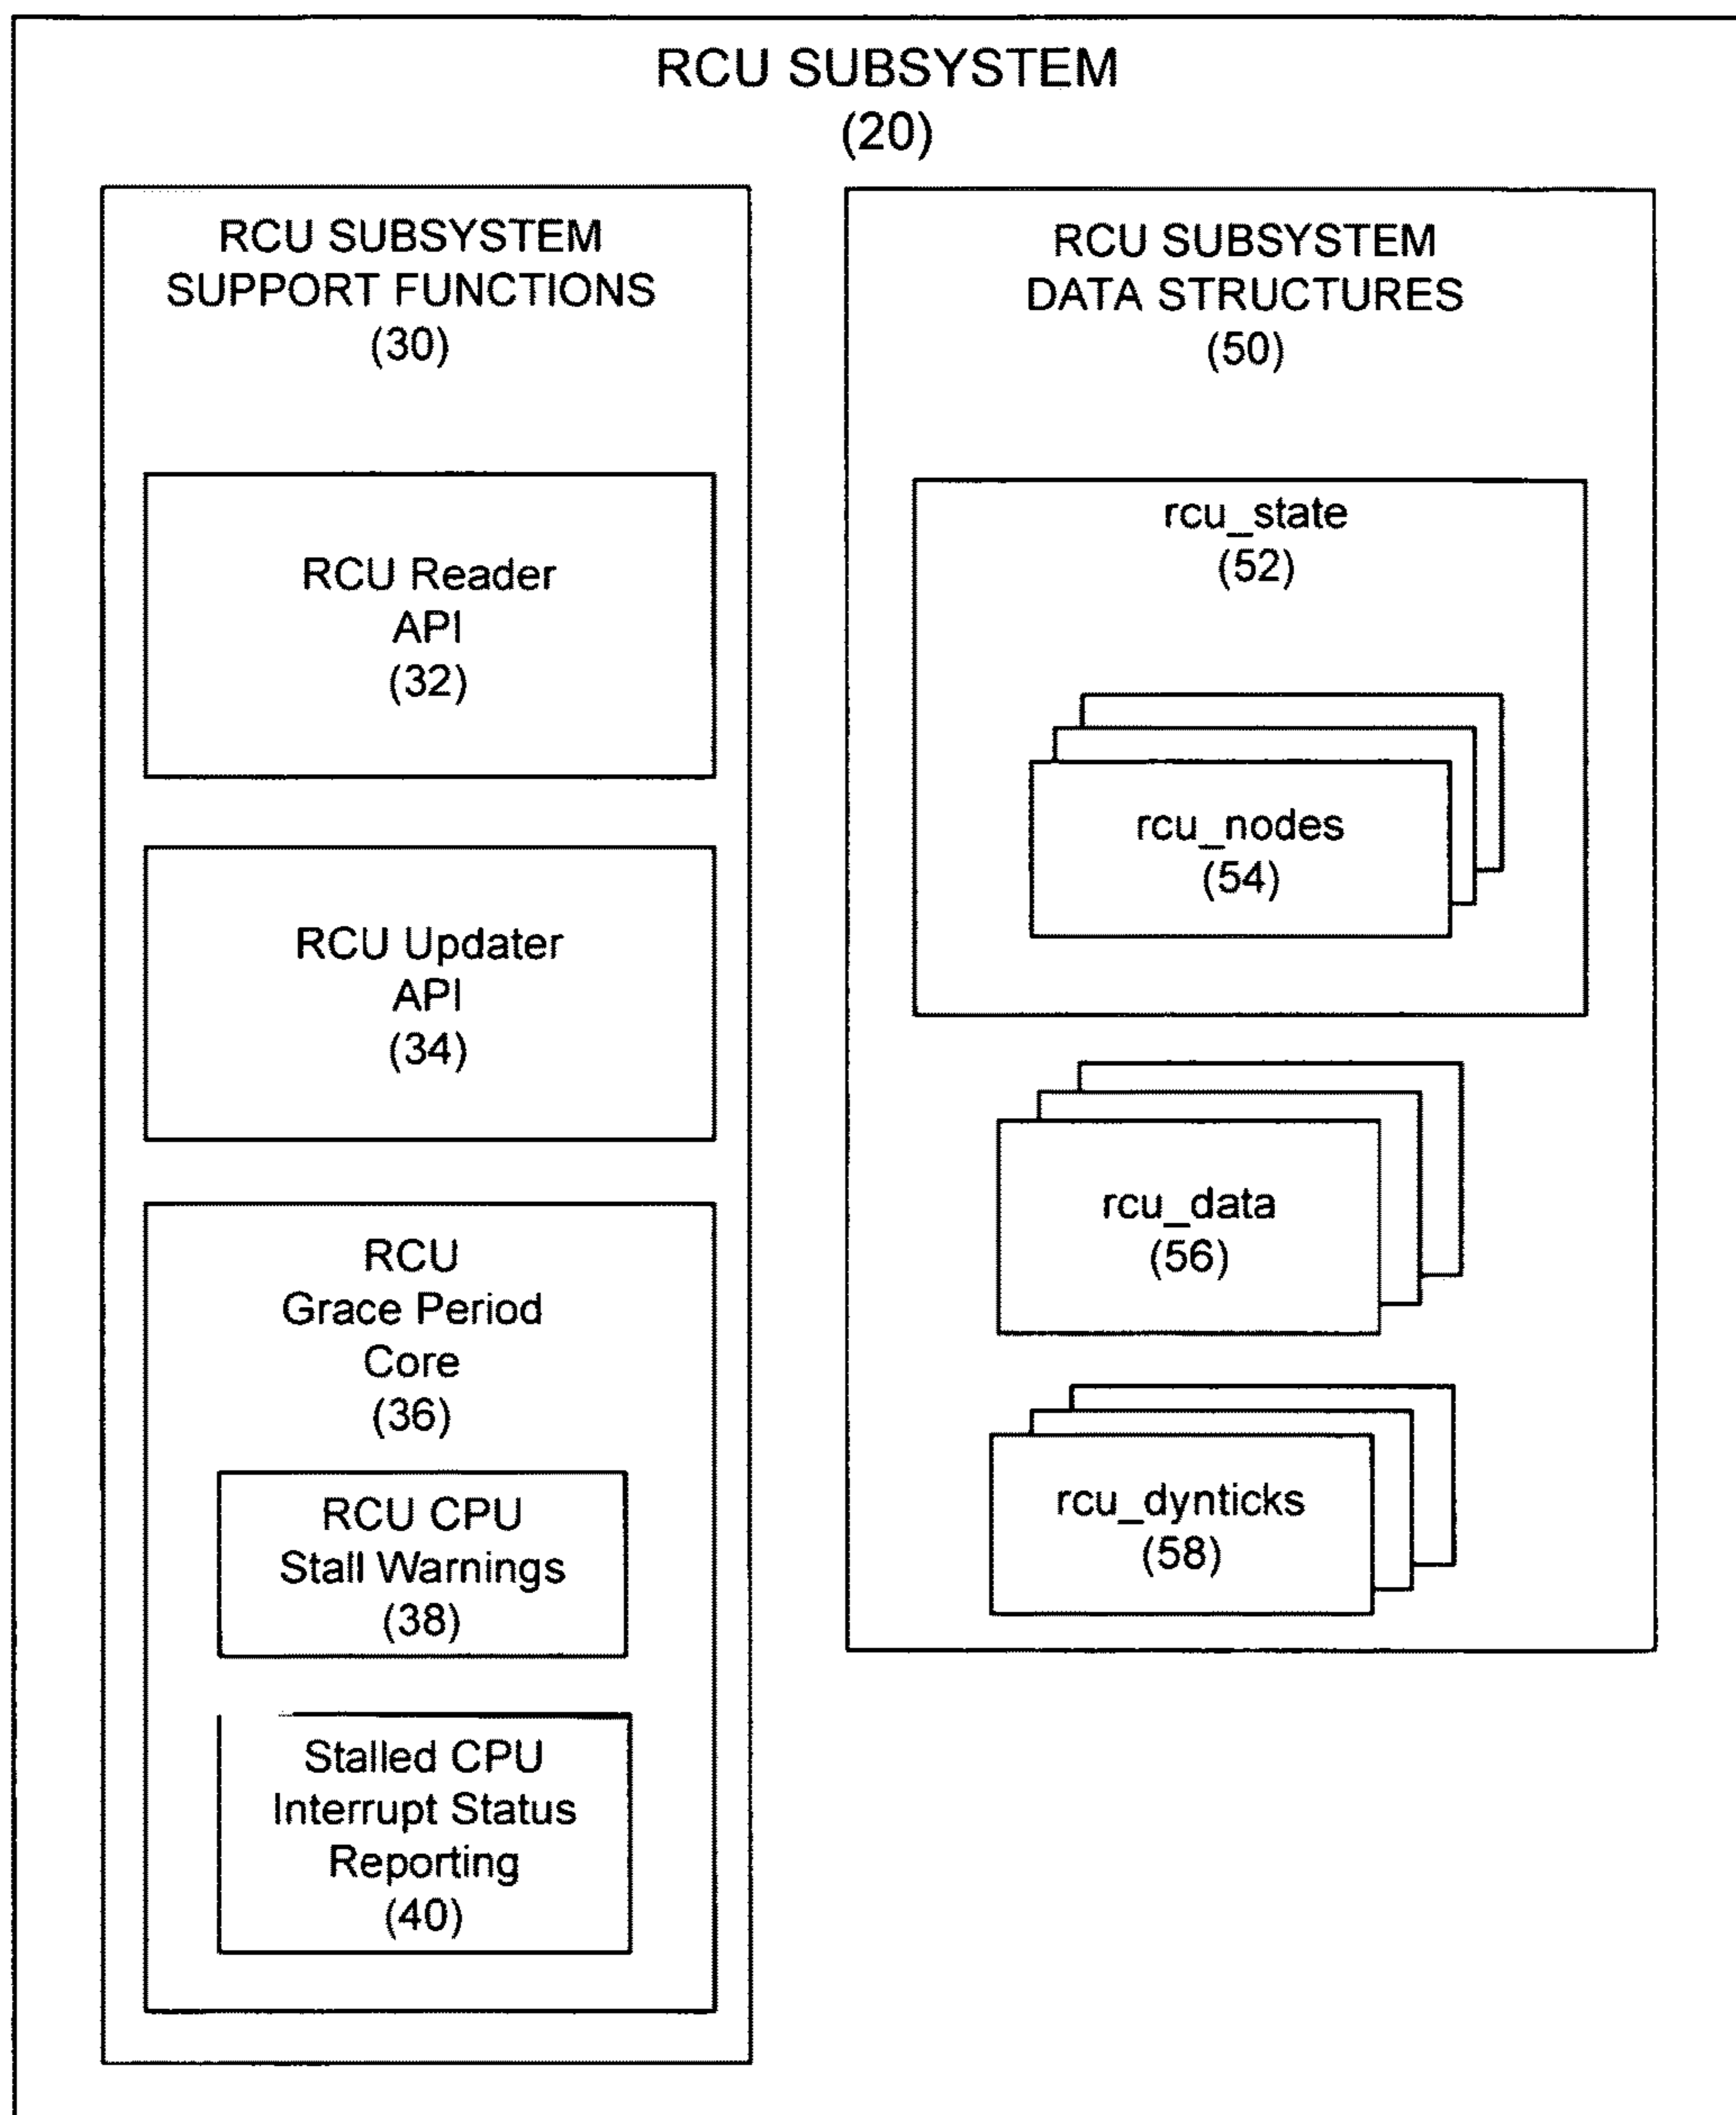 RCU SUBSYSTEM
(20)
RCU SUBSYSTEM
SUPPORT FUNCTIONS
(30)
RCU Reader
API
(32)
RCU Updater
API
(34)
RCU
Grace Period
Core
(36)
RCU CPU
Stall Warnings
(38)
Stalled CPU
Interrupt Status
Reporting
(40)
RCU SUBSYSTEM
DATA STRUCTURES
(50)
rcu_state
(52)
rcu_nodes
(54)
rcu_data
(56)
rcu_dynticks
(58)